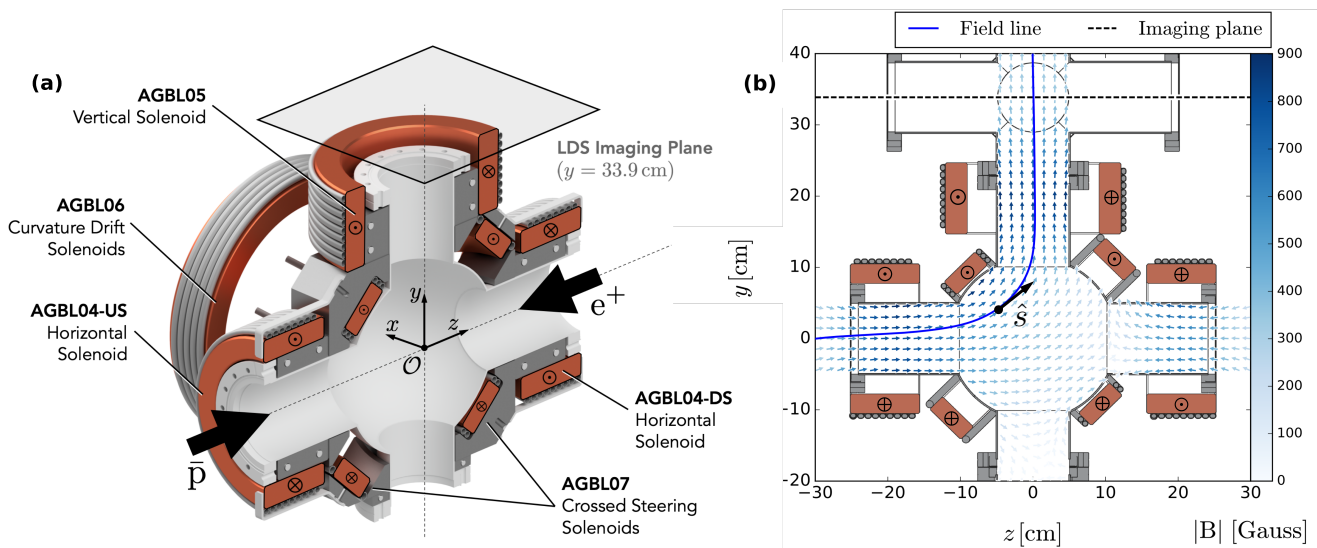 (a)
AGBL05
Vertical Solenoid
AGBL06
Curvature Drift
Solenoids
AGBL04-US
Horizontal
Solenoid
p̄
LDS Imaging Plane
(y = 33.9 cm)
e⁺
y
x
z
𝒪
AGBL04-DS
Horizontal
Solenoid
AGBL07
Crossed Steering
Solenoids
(b)
Field line
Imaging plane
y [cm]
40
30
20
10
0
-10
-20
ŝ
−30
−20
−10
0
10
20
30
z [cm]
900
800
700
600
500
400
300
200
100
0
|B| [Gauss]